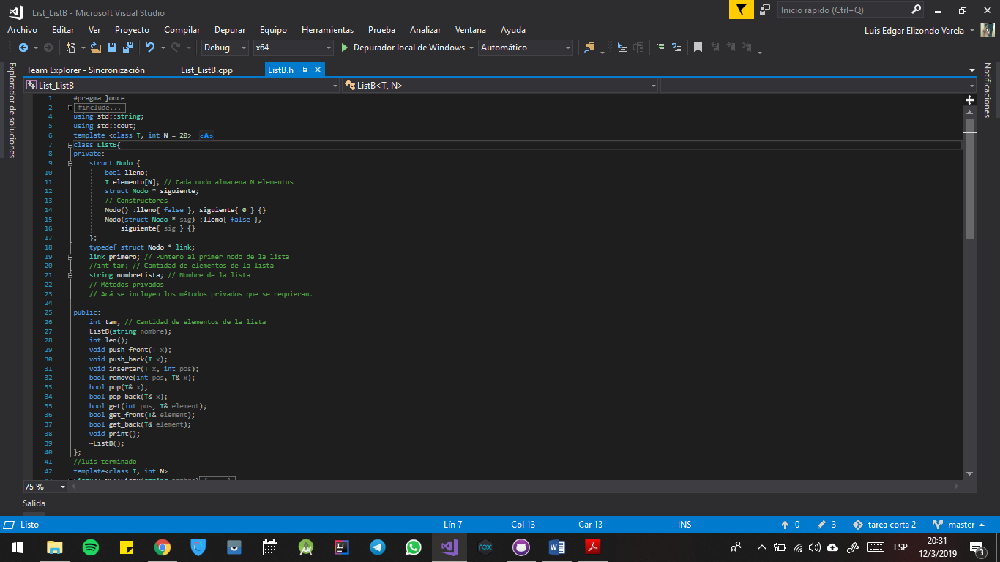 List_ListB - Microsoft Visual Studio
Inicio rápido (Ctrl+Q)
Archivo Editar Ver Proyecto Compilar Depurar Equipo Herramientas Prueba Analizar Ventana Ayuda
Luis Edgar Elizondo Varela
Debug x64 Depurador local de Windows Automático
Explorador de soluciones
Team Explorer - Sincronización List_ListB.cpp ListB.h
Notificaciones
List_ListB ListB<T, N>
1 #pragma }once
2 #include...
4 using std::string;
5 using std::cout;
6 template <class T, int N = 20> <A>
7 class ListB{
8 private:
9 struct Nodo {
10 bool lleno;
11 T elemento[N]; // Cada nodo almacena N elementos
12 struct Nodo * siguiente;
13 // Constructores
14 Nodo() :lleno{ false }, siguiente{ 0 } {}
15 Nodo(struct Nodo * sig) :lleno{ false },
16 siguiente{ sig } {}
17 };
18 typedef struct Nodo * link;
19 link primero; // Puntero al primer nodo de la lista
20 //int tam; // Cantidad de elementos de la lista
21 string nombreLista; // Nombre de la lista
22 // Métodos privados
23 // Acá se incluyen los métodos privados que se requieran.
24
25 public:
26 int tam; // Cantidad de elementos de la lista
27 ListB(string nombre);
28 int len();
29 void push_front(T x);
30 void push_back(T x);
31 void insertar(T x, int pos);
32 bool remove(int pos, T& x);
33 bool pop(T& x);
34 bool pop_back(T& x);
35 bool get(int pos, T& element);
36 bool get_front(T& element);
37 bool get_back(T& element);
38 void print();
39 ~ListB();
40 };
41 //luis terminado
42 template<class T, int N>
75 %
Salida
Listo Lín 7 Col 13 Car 13 INS 0 3 tarea corta 2 master
ESP 20:31
12/3/2019
3